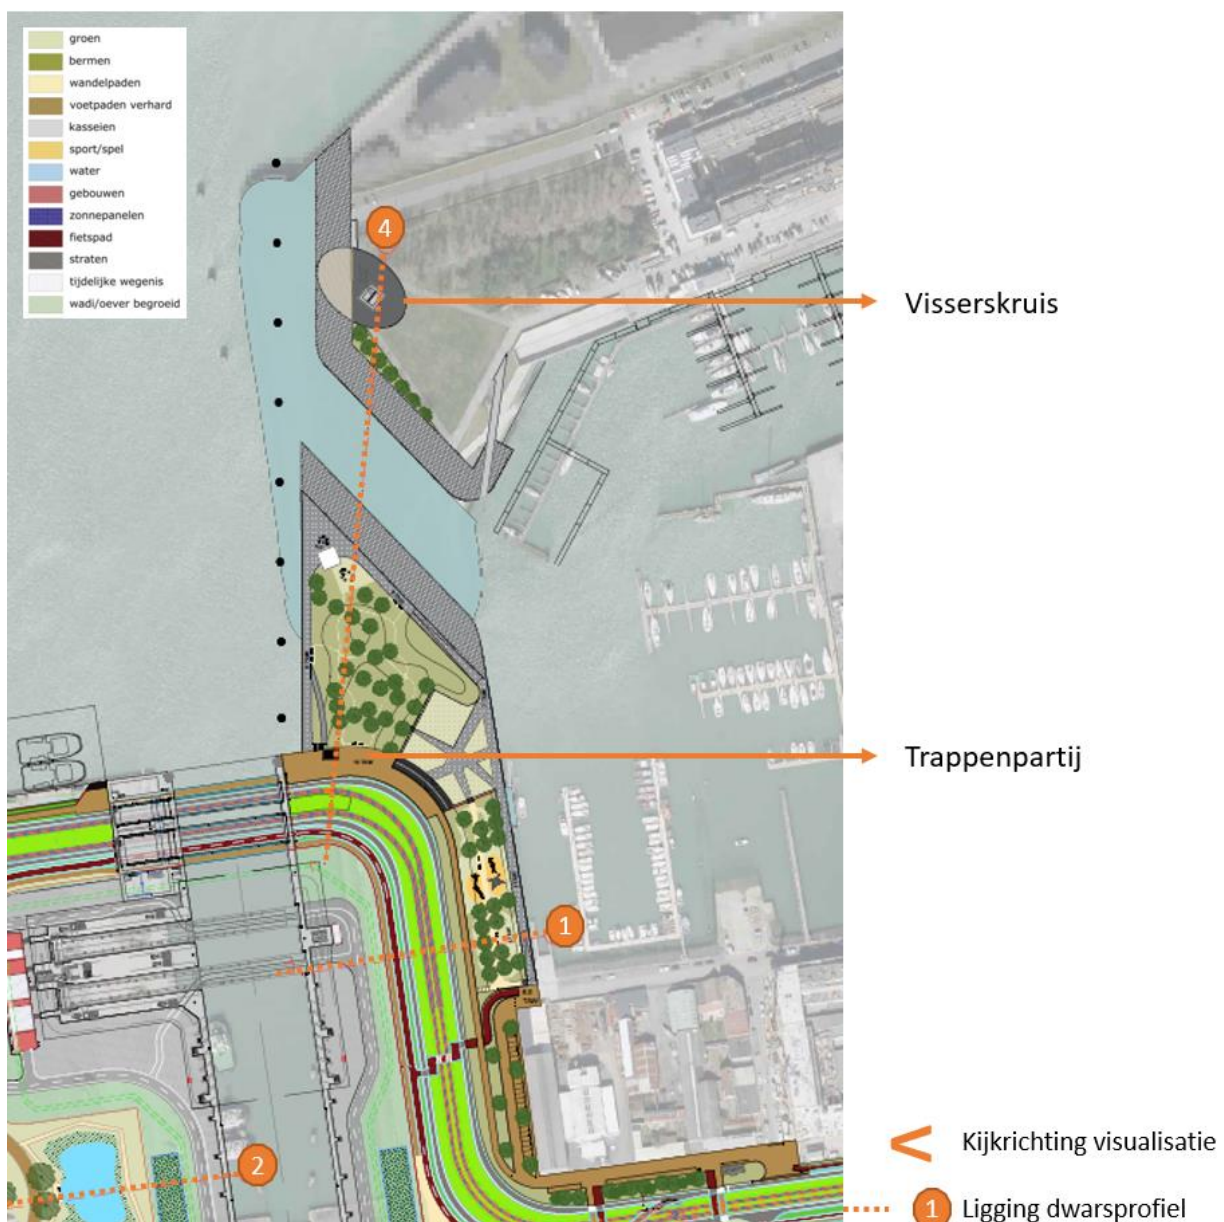 groen
bermen
wandelpaden
voetpaden verhard
kasseien
sport/spel
water
gebouwen
zonnepanelen
fietspad
straten
tijdelijke wegenis
wadi/oever begroeid
4
Visserskruis
Trappenpartij
1
2
Kijkrichting visualisatie
1 Ligging dwarsprofiel